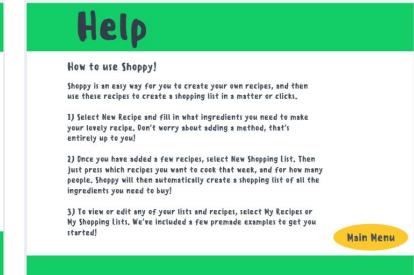 Help
How to use Shoppy!
Shoppy is an easy way for you to create your own recipes, and then
use these recipes to create a shopping list in a matter or clicks.
1) Select New Recipe and fill in what ingredients you need to make
your lovely recipe. Don't worry about adding a method, that's
entirely up to you!
2) Once you have added a few recipes, select New Shopping List. Then
just press which recipes you want to cook that week, and for how many
people. Shoppy will then automatically create a shopping list of all the
ingredients you need to buy!
3) To view or edit any of your lists and recipes, select My Recipes or
My Shopping Lists. We've included a few premade examples to get you
started!
Main Menu